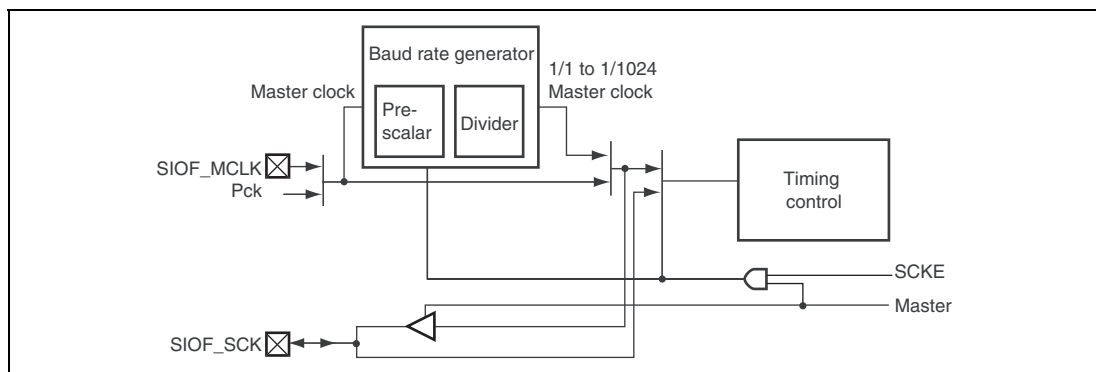 Baud rate generator
1/1 to 1/1024
Master clock
Master clock
Pre-
scalar
Divider
SIOF_MCLK
Pck
Timing
control
SCKE
Master
SIOF_SCK